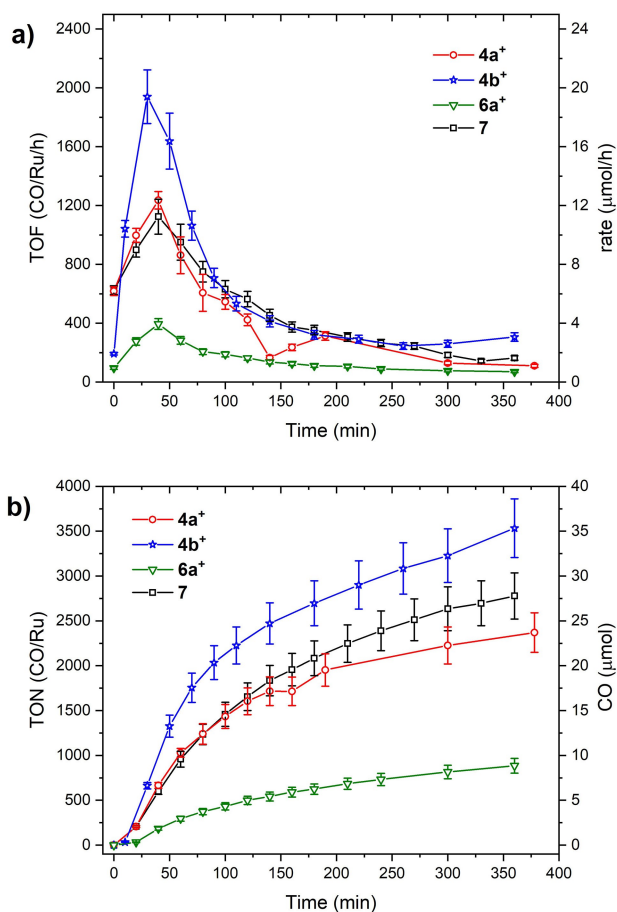 a)
2400
2000
1600
1200
800
400
0
TOF (CO/Ru/h)
24
20
16
12
8
4
0
rate (μmol/h)
4a⁺
4b⁺
6a⁺
7
0 50 100 150 200 250 300 350 400
Time (min)
b)
4000
3500
3000
2500
2000
1500
1000
500
0
TON (CO/Ru)
40
35
30
25
20
15
10
5
0
CO (μmol)
4a⁺
4b⁺
6a⁺
7
0 50 100 150 200 250 300 350 400
Time (min)